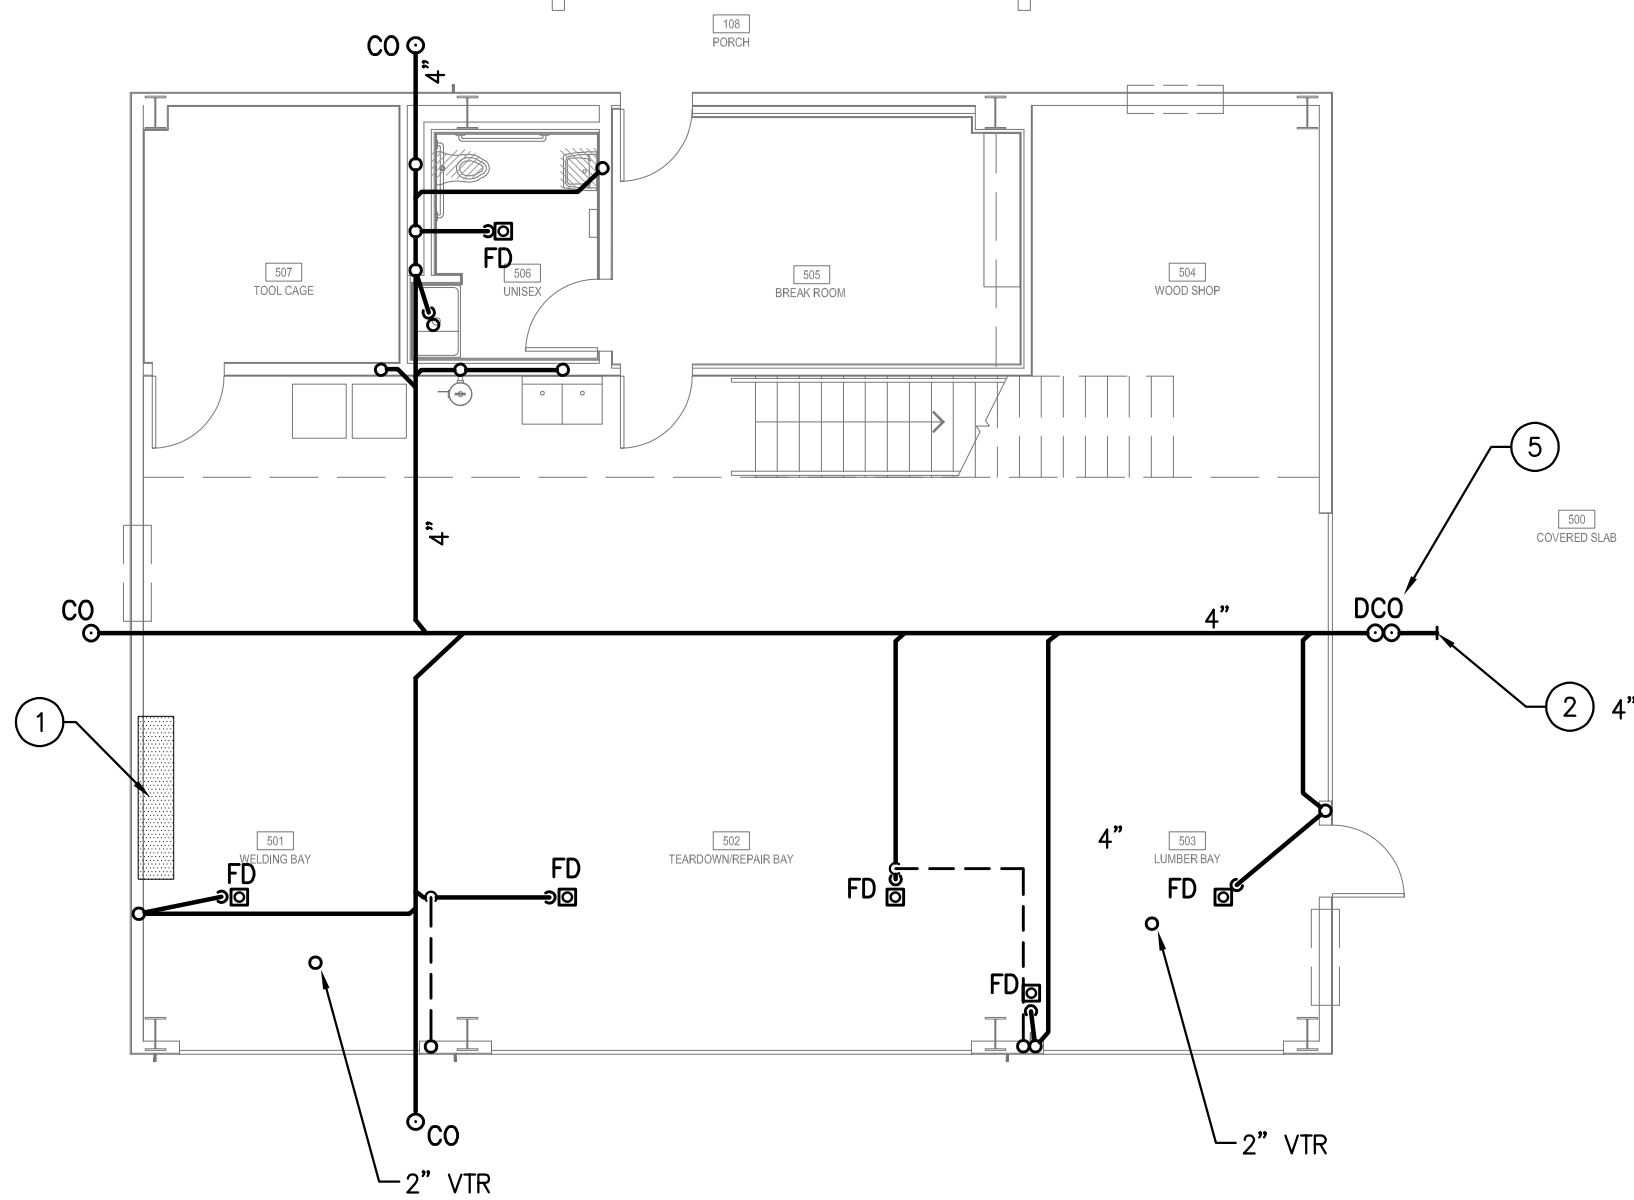 108
PORCH
CO
4"
507
TOOL CAGE
FD
506
UNISEX
505
BREAK ROOM
504
WOOD SHOP
5
500
COVERED SLAB
4"
CO
4"
DCO
1
2
4"
501
WELDING BAY
FD
FD
502
TEARDOWN/REPAIR BAY
FD
4"
503
LUMBER BAY
FD
FD
CO
2" VTR
2" VTR